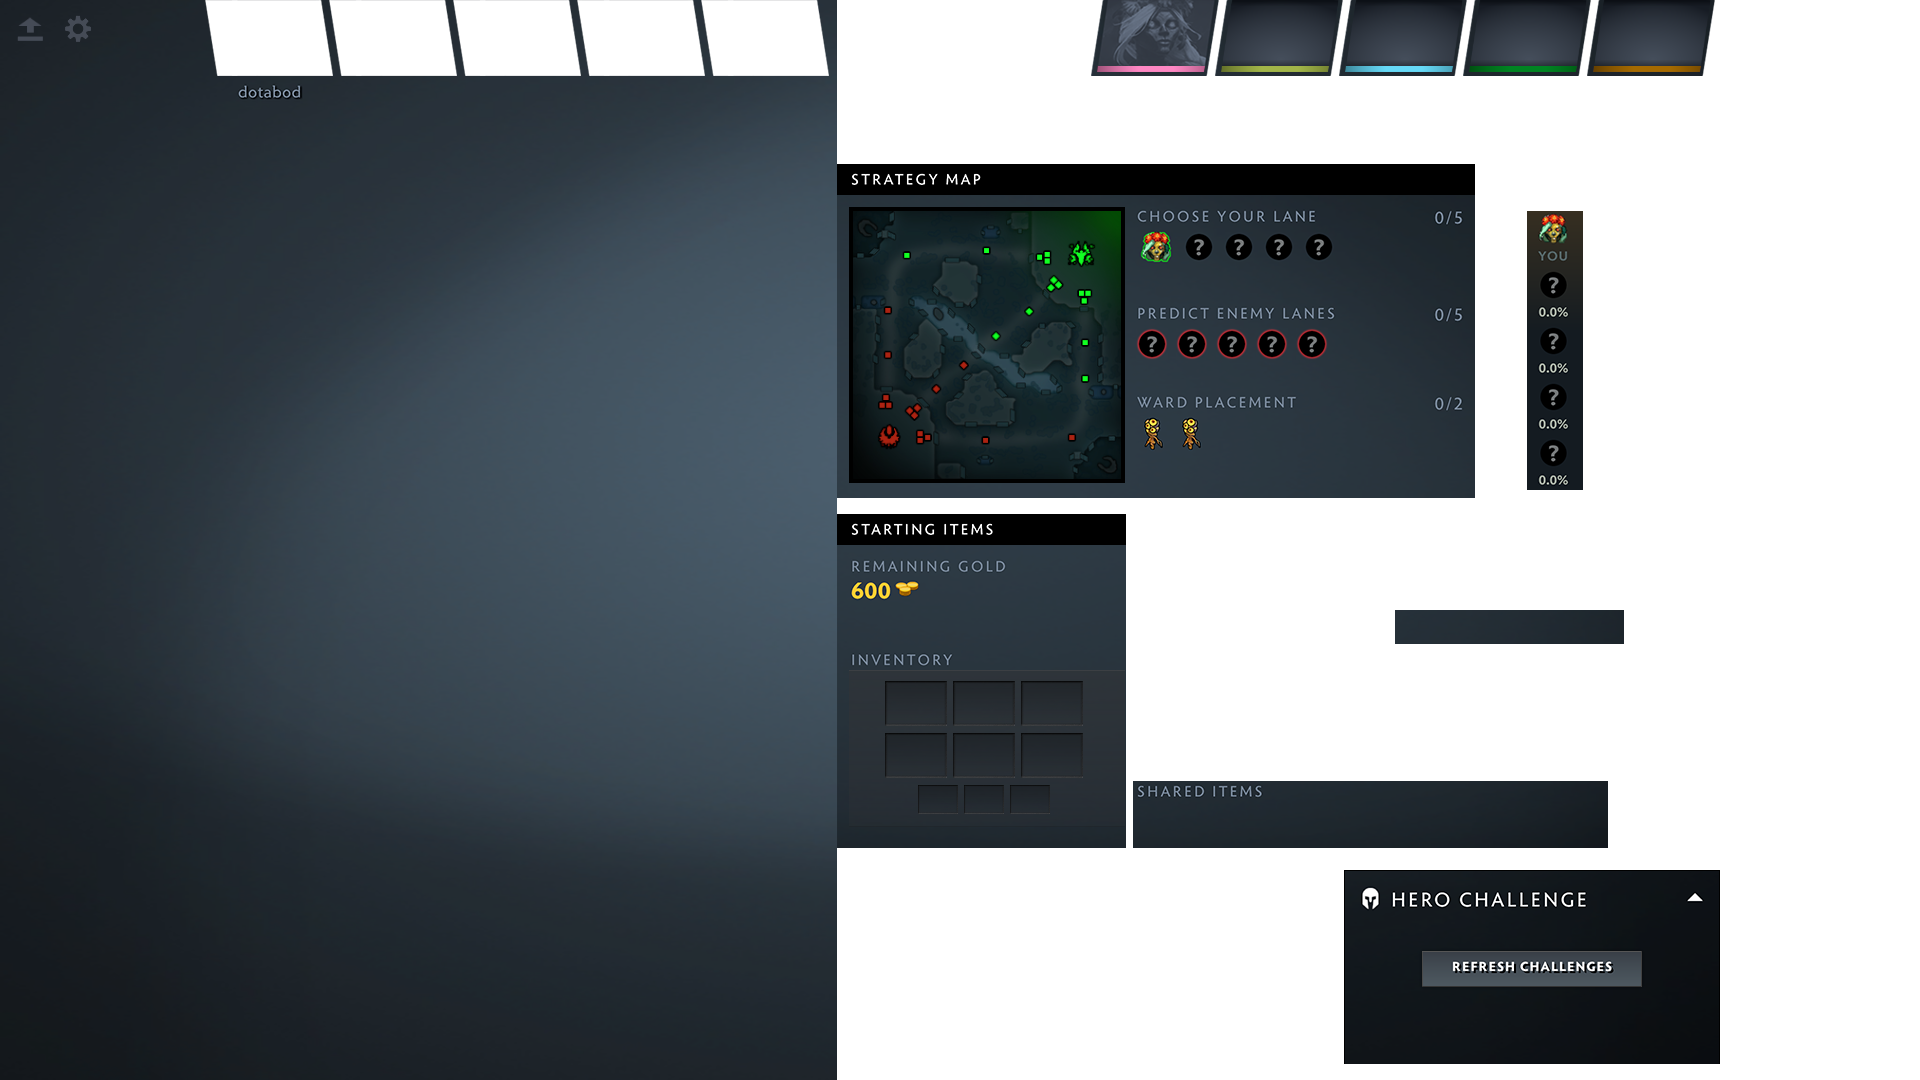 dotabod
STRATEGY MAP
CHOOSE YOUR LANE 0/5
? ? ? ?
PREDICT ENEMY LANES 0/5
? ? ? ? ?
WARD PLACEMENT 0/2
YOU
?
0.0%
?
0.0%
?
0.0%
?
0.0%
STARTING ITEMS
REMAINING GOLD
600
INVENTORY
SHARED ITEMS
HERO CHALLENGE
REFRESH CHALLENGES